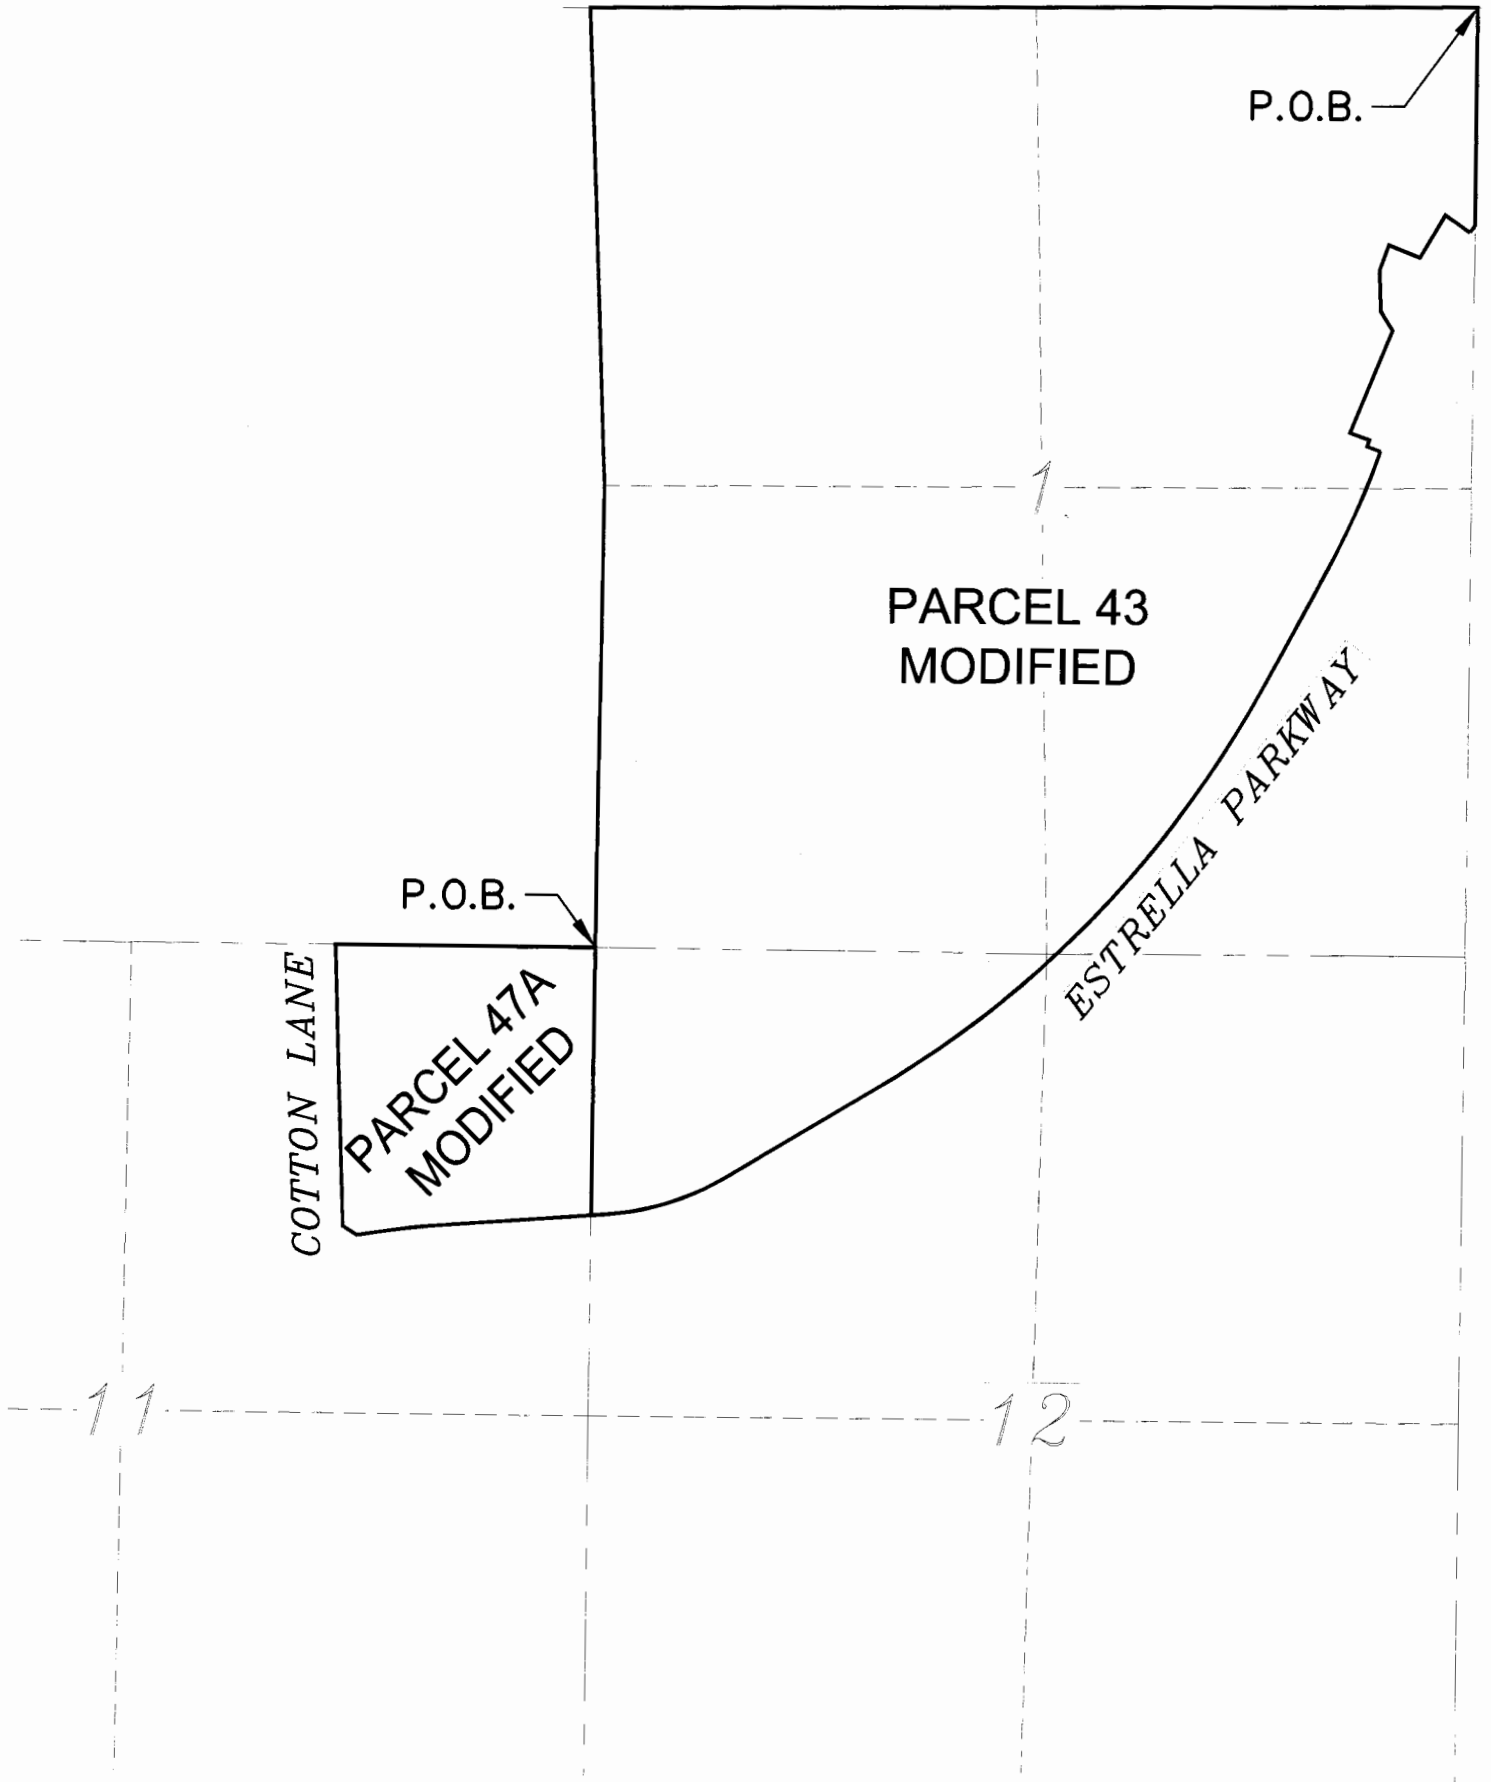 P.O.B.
1
PARCEL 43
MODIFIED
ESTRELLA PARKWAY
P.O.B.
COTTON LANE
PARCEL 47A
MODIFIED
11
12